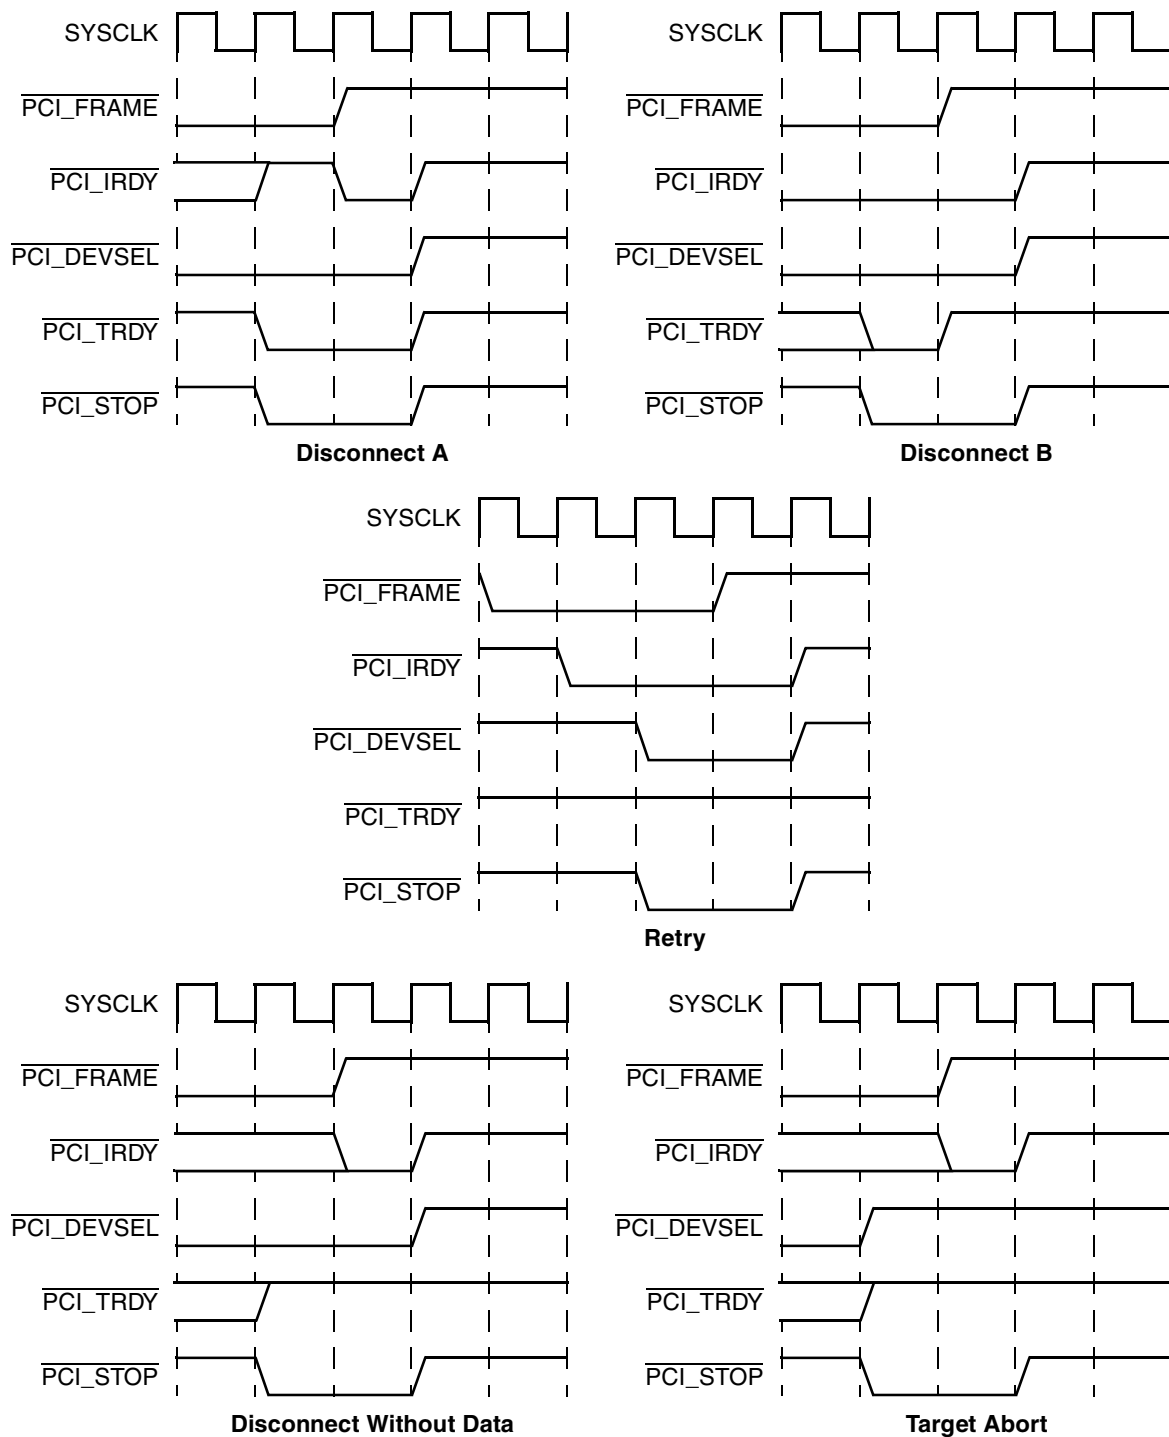 SYSCLK
PCI_FRAME
PCI_IRDY
PCI_DEVSEL
PCI_TRDY
PCI_STOP
Disconnect A
SYSCLK
PCI_FRAME
PCI_IRDY
PCI_DEVSEL
PCI_TRDY
PCI_STOP
Disconnect B
SYSCLK
PCI_FRAME
PCI_IRDY
PCI_DEVSEL
PCI_TRDY
PCI_STOP
Retry
SYSCLK
PCI_FRAME
PCI_IRDY
PCI_DEVSEL
PCI_TRDY
PCI_STOP
Disconnect Without Data
SYSCLK
PCI_FRAME
PCI_IRDY
PCI_DEVSEL
PCI_TRDY
PCI_STOP
Target Abort